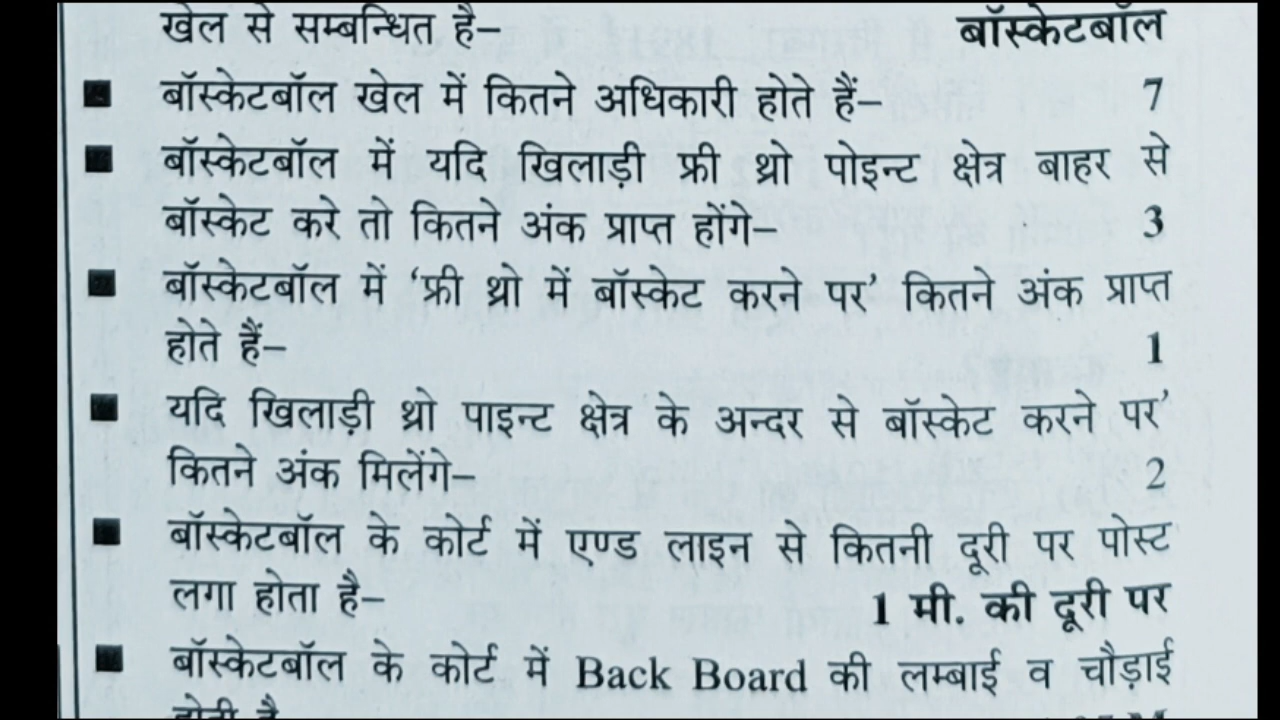 खेल से सम्बन्धित है– बॉस्केटबॉल
बॉस्केटबॉल खेल में कितने अधिकारी होते हैं– 7
बॉस्केटबॉल में यदि खिलाड़ी फ्री थ्रो पोइन्ट क्षेत्र बाहर से
बॉस्केट करे तो कितने अंक प्राप्त होंगे– 3
बॉस्केटबॉल में ‘फ्री थ्रो में बॉस्केट करने पर’ कितने अंक प्राप्त
होते हैं– 1
यदि खिलाड़ी थ्रो पाइन्ट क्षेत्र के अन्दर से बॉस्केट करने पर’
कितने अंक मिलेंगे– 2
बॉस्केटबॉल के कोर्ट में एण्ड लाइन से कितनी दूरी पर पोस्ट
लगा होता है– 1 मी. की दूरी पर
बॉस्केटबॉल के कोर्ट में Back Board की लम्बाई व चौड़ाई